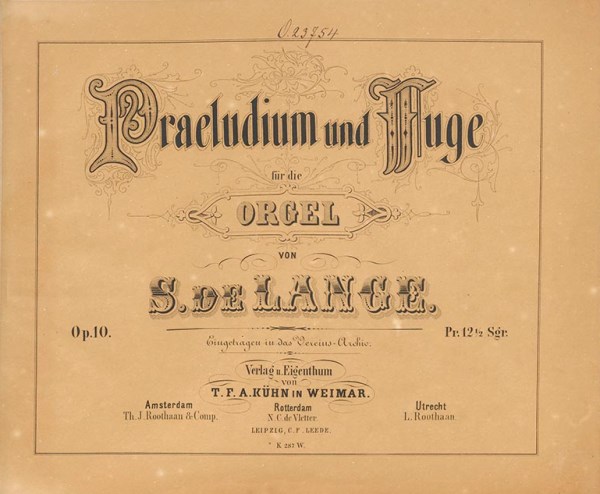 O.23754
Praeludium und Fuge
für die
ORGEL
VON
S. DE LANGE.
Op. 10. Pr. 12½ Sgr.
Eingetragen in das Vereins-Archiv.
Verlag u. Eigenthum
von
T. F. A. KÜHN IN WEIMAR.
Amsterdam Rotterdam Utrecht
Th. J. Roothaan & Comp. N. C. de Vletter. L. Roothaan.
LEIPZIG, C. F. LEEDE.
K 287 W.